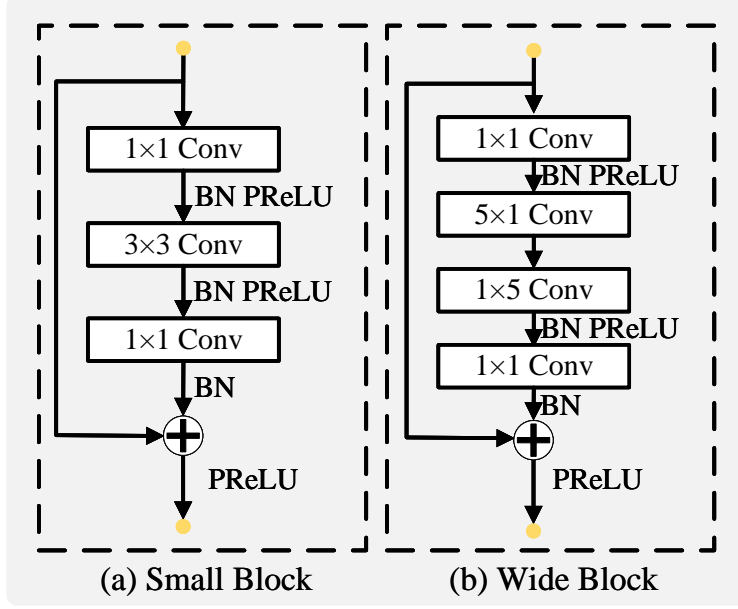 1×1 Conv
BN PReLU
3×3 Conv
BN PReLU
1×1 Conv
BN
PReLU
(a) Small Block
1×1 Conv
BN PReLU
5×1 Conv
1×5 Conv
BN PReLU
1×1 Conv
BN
PReLU
(b) Wide Block